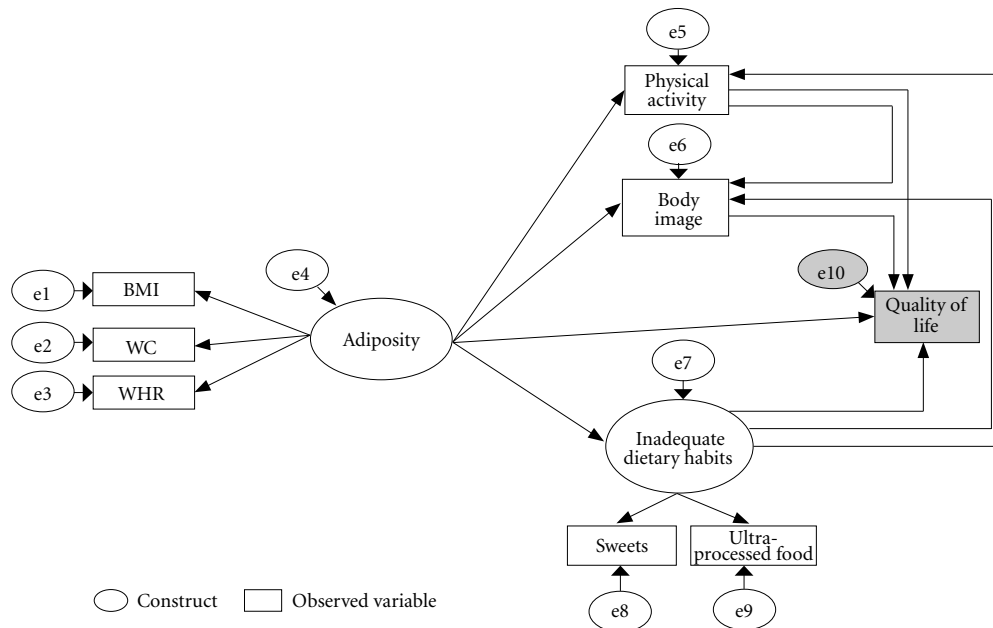 e5
Physical
activity
e6
Body
image
e4
e10
e1
BMI
Quality of
life
e2
WC
Adiposity
e7
e3
WHR
Inadequate
dietary habits
Sweets
Ultra-
processed food
Construct
Observed variable
e8
e9